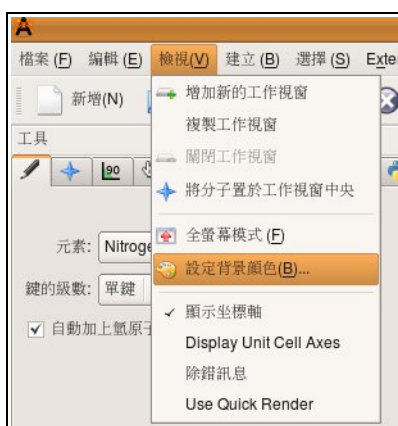 檔案 (F) 編輯 (E) 檢視(V) 建立 (B) 選擇 (S)
新增(N)
增加新的工作視窗
複製工作視窗
關閉工作視窗
將分子置於工作視窗中央
全螢幕模式 (F)
設定背景顏色(B)...
顯示坐標軸
Display Unit Cell Axes
除錯訊息
Use Quick Render
工具
90
元素:
鍵的級數: 單鍵
自動加上氫原子